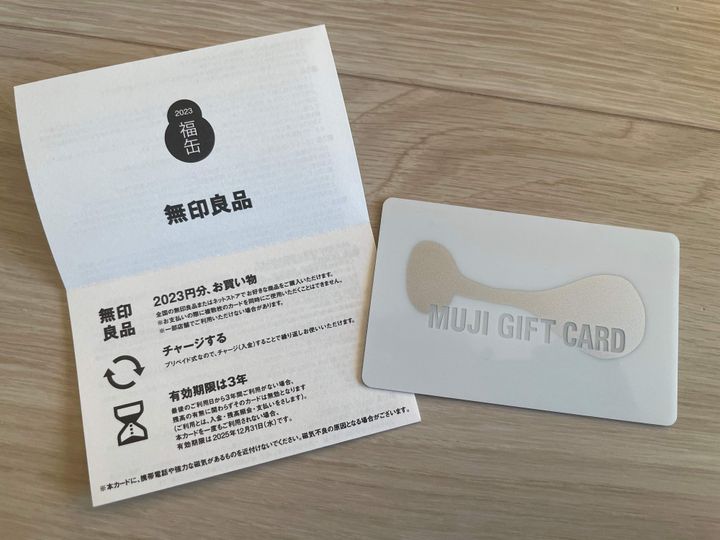 2023
福缶
無印良品
無印
良品
2023円分、お買い物
全国の無印良品またはネットストアでお好きな商品をご購入いただけます。
※お支払いの際に複数枚のカードを同時にご使用いただくことはできません。
※一部店舗でご利用いただけない場合があります。
チャージする
プリペイド式なので、チャージ(入金)することで繰り返しお使いいただけます。
有効期限は3年
最後のご利用日から3年間ご利用がない場合、
残高の有無に関わらずそのカードは無効となります
(ご利用とは、入金・残高照会・支払いをさします)。
本カードを一度もご利用されない場合、
有効期限は2025年12月31日(水)です。
※本カードに、携帯電話や強力な磁気があるものを近付けないでください。磁気不良の原因となる場合がございます。
MUJI GIFT CARD